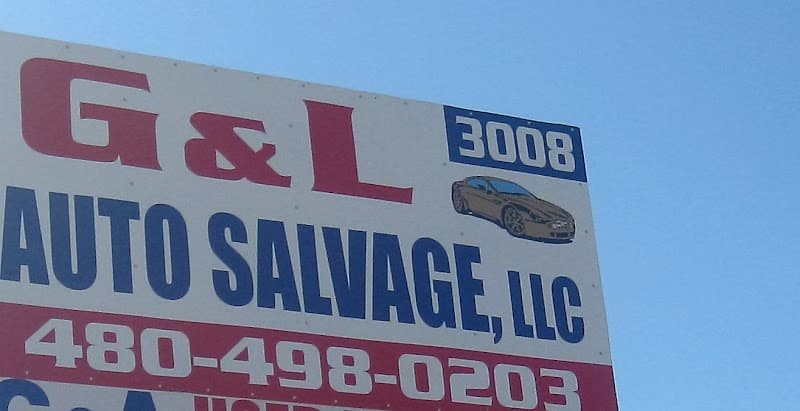 G&L
3008
AUTO SALVAGE, LLC
480-498-0203